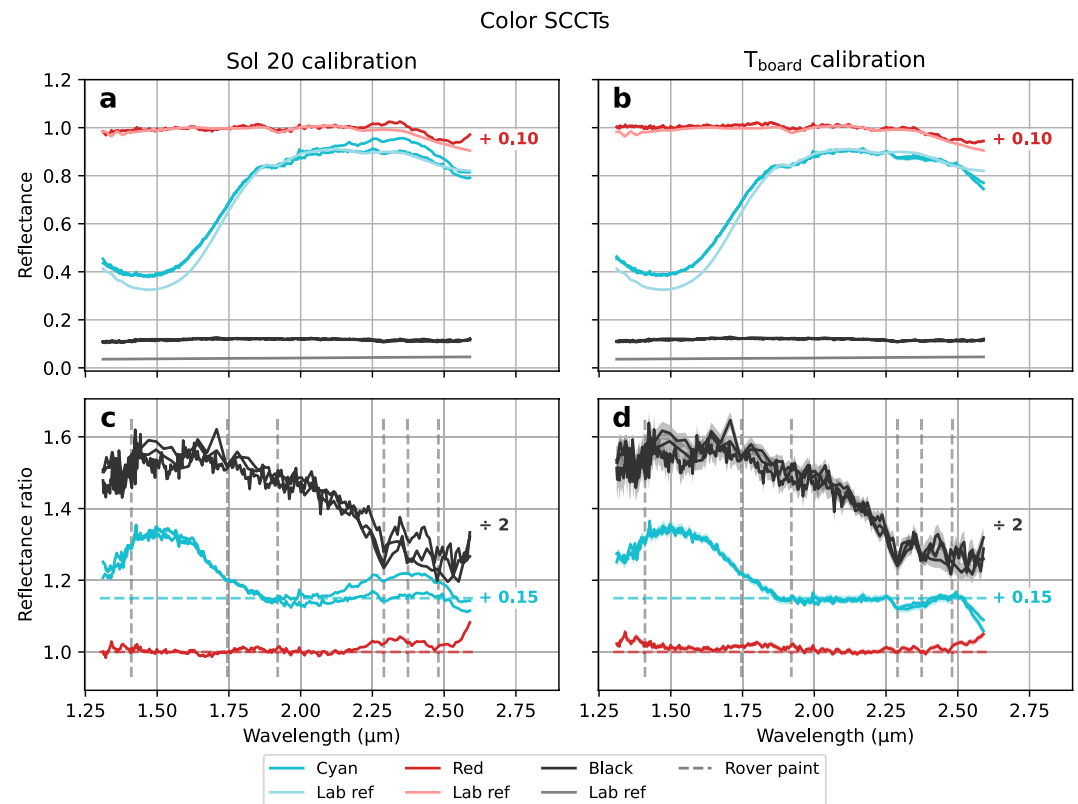 Color SCCTs
Sol 20 calibration
T_board calibration
a
b
+ 0.10
+ 0.10
Reflectance
1.2
1.0
0.8
0.6
0.4
0.2
0.0
c
d
÷ 2
÷ 2
+ 0.15
+ 0.15
Reflectance ratio
1.6
1.4
1.2
1.0
1.25 1.50 1.75 2.00 2.25 2.50 2.75
1.25 1.50 1.75 2.00 2.25 2.50 2.75
Wavelength (μm)
Wavelength (μm)
Cyan Red Black Rover paint
Lab ref Lab ref Lab ref